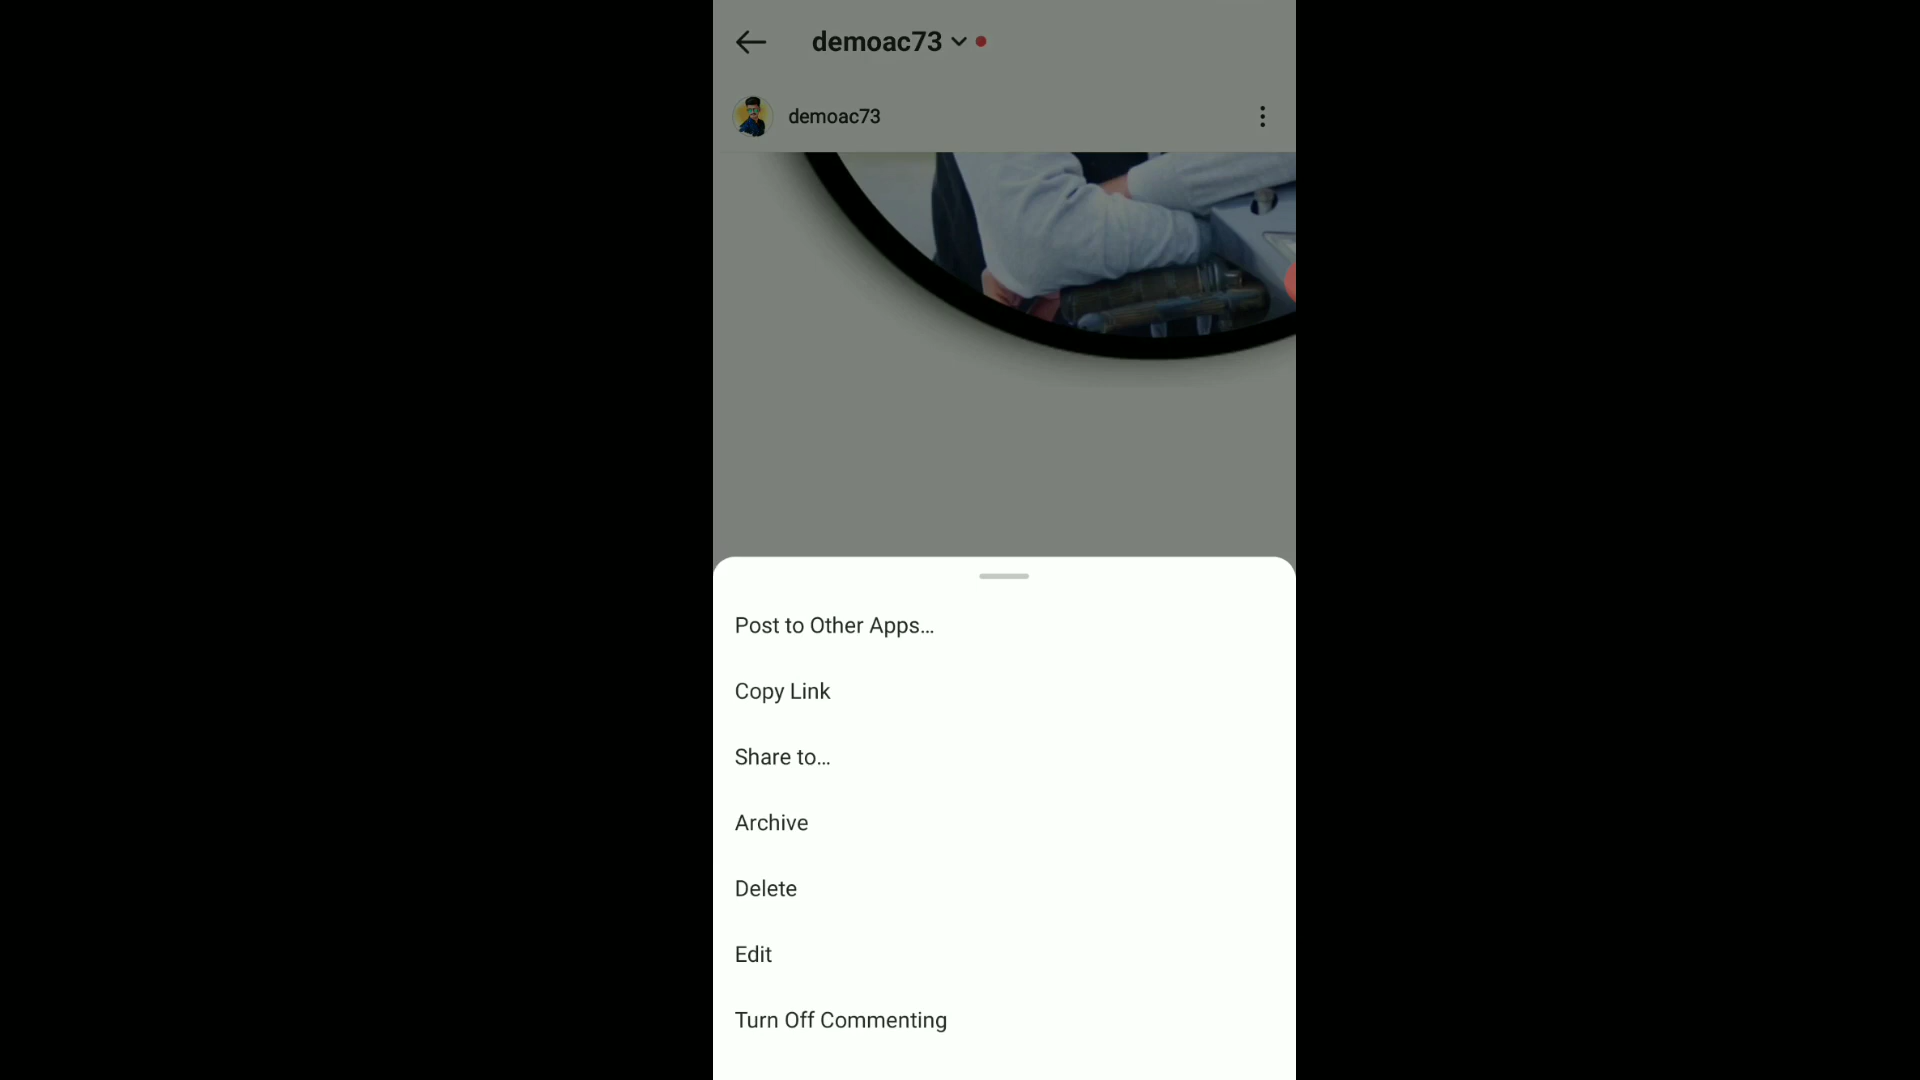 demoac73
demoac73
Post to Other Apps...
Copy Link
Share to...
Archive
Delete
Edit
Turn Off Commenting